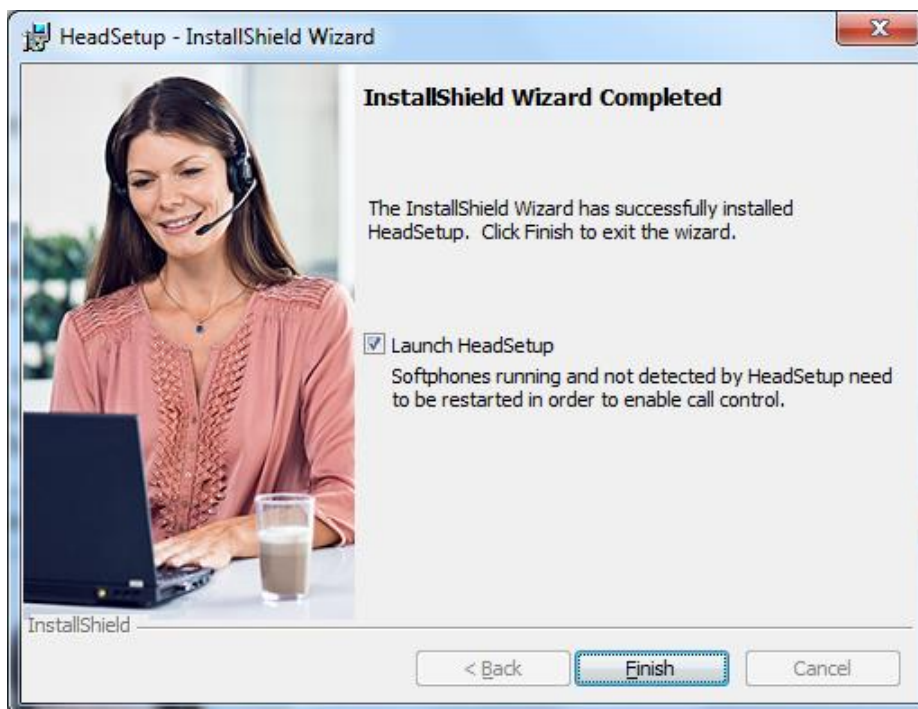 HeadSetup - InstallShield Wizard
InstallShield Wizard Completed
The InstallShield Wizard has successfully installed
HeadSetup. Click Finish to exit the wizard.
Launch HeadSetup
Softphones running and not detected by HeadSetup need
to be restarted in order to enable call control.
InstallShield
< Back
Finish
Cancel